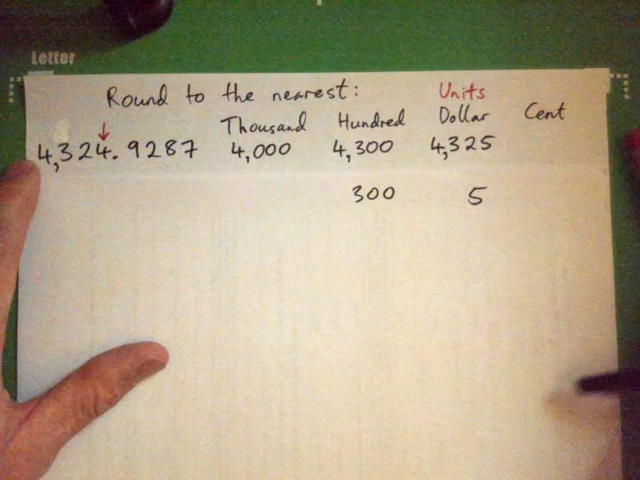 Letter
Round to the nearest: Units
Thousand Hundred Dollar Cent
4,324.9287 4,000 4,300 4,325
300 5